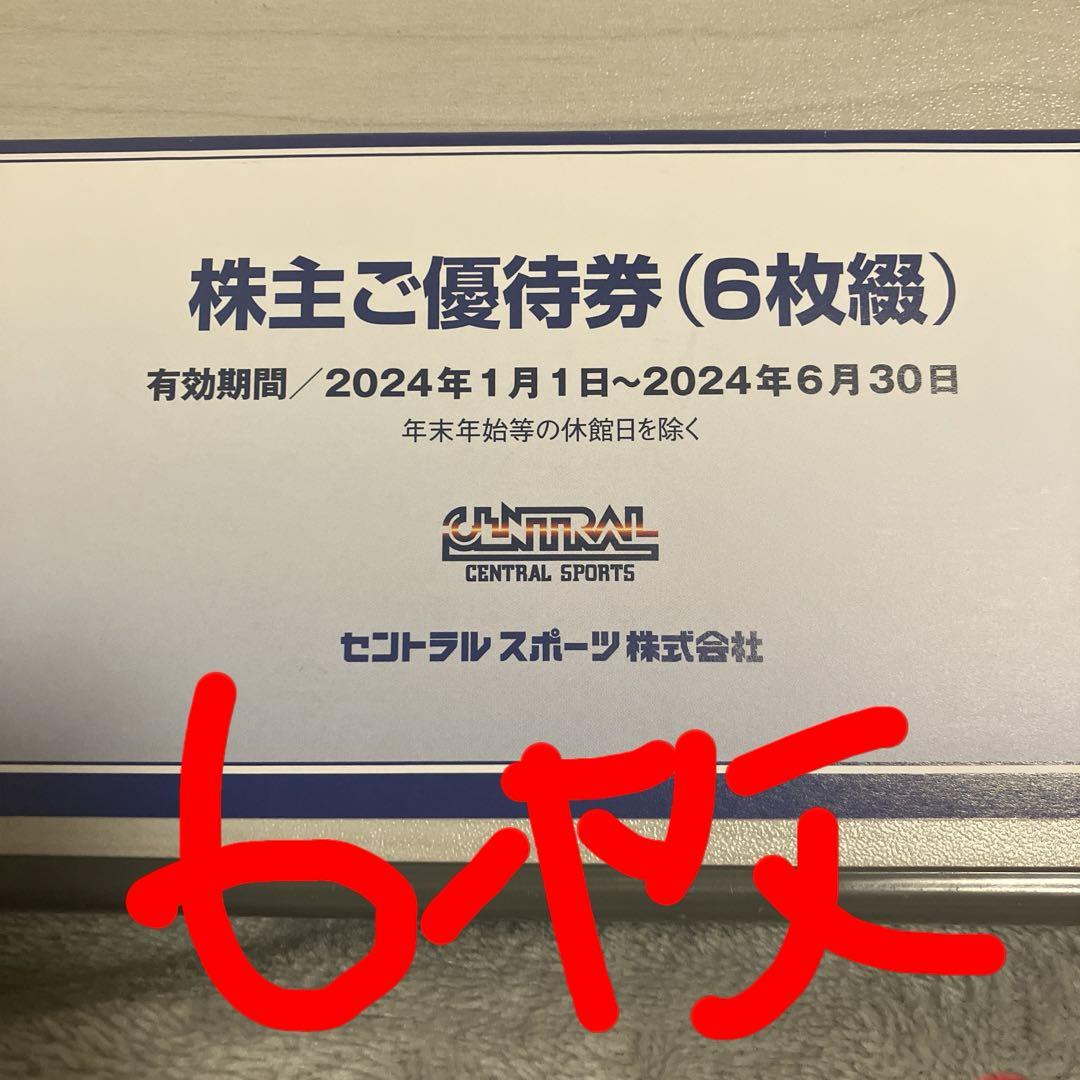 株主ご優待券(6枚綴)
有効期間/2024年1月1日~2024年6月30日
年末年始等の休館日を除く
CENTRAL
CENTRAL SPORTS
セントラルスポーツ株式会社
6枚